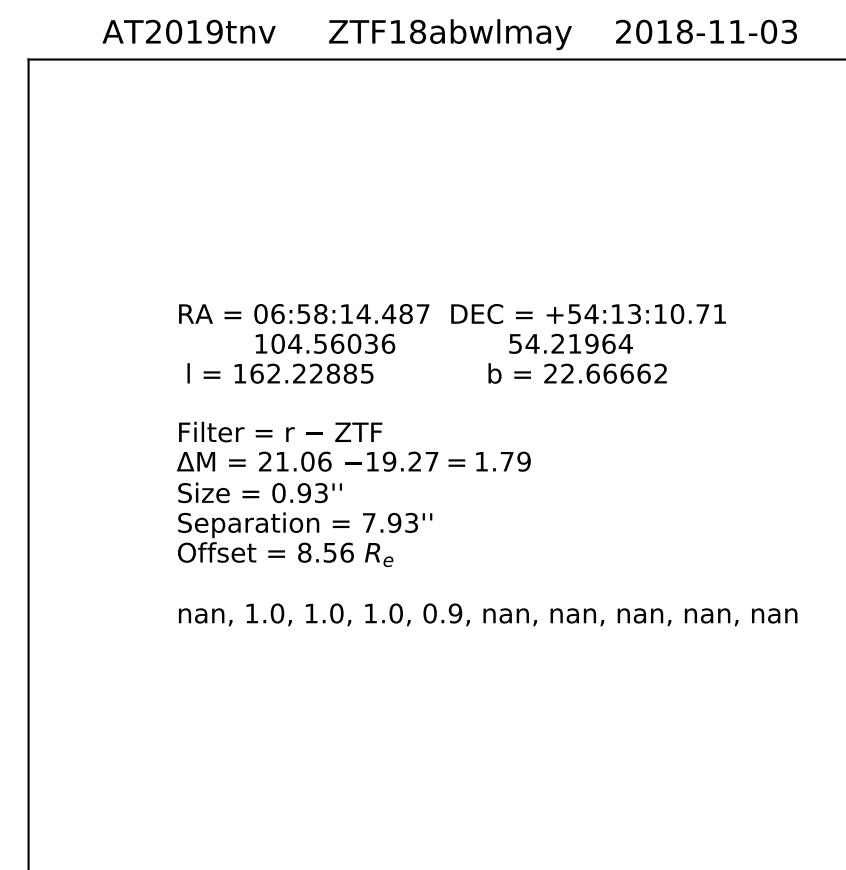 AT2019tnv ZTF18abwlmay 2018-11-03
RA = 06:58:14.487 DEC = +54:13:10.71
104.56036 54.21964
l = 162.22885 b = 22.66662
Filter = r − ZTF
ΔM = 21.06 −19.27 = 1.79
Size = 0.93''
Separation = 7.93''
Offset = 8.56 Rₑ
nan, 1.0, 1.0, 1.0, 0.9, nan, nan, nan, nan, nan